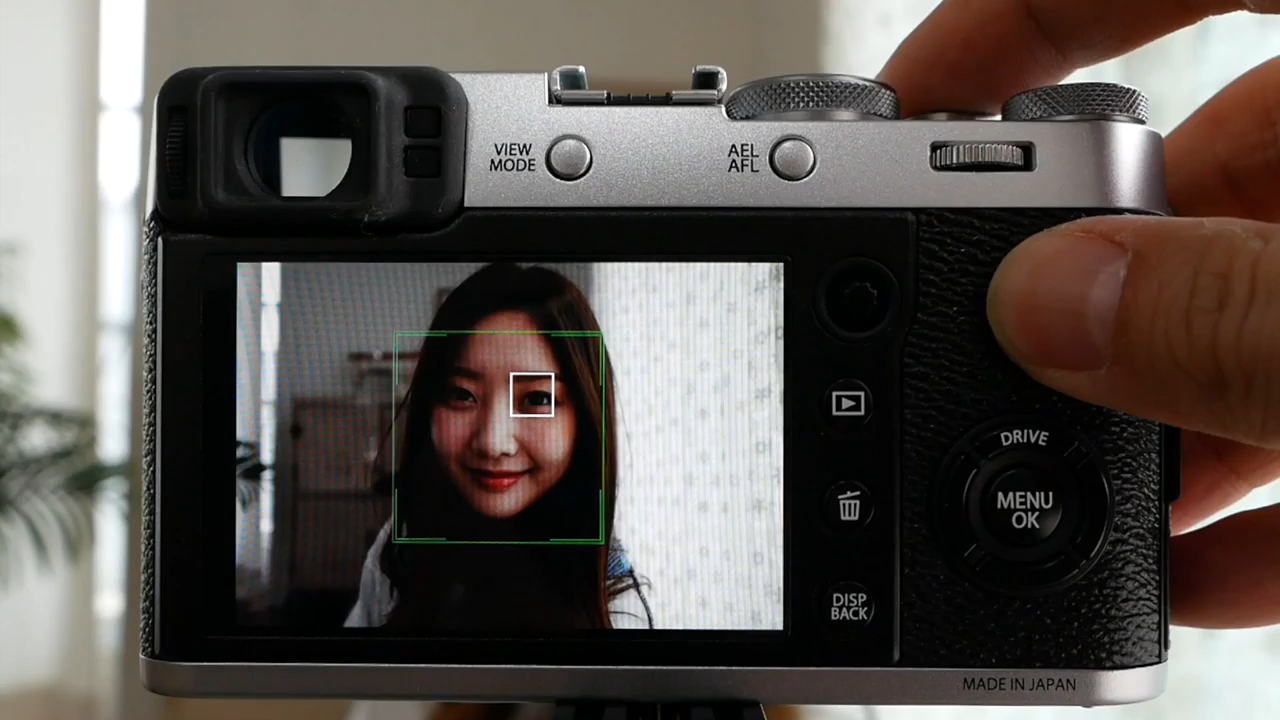 VIEW
MODE
AEL
AFL
DRIVE
MENU
OK
DISP
BACK
MADE IN JAPAN